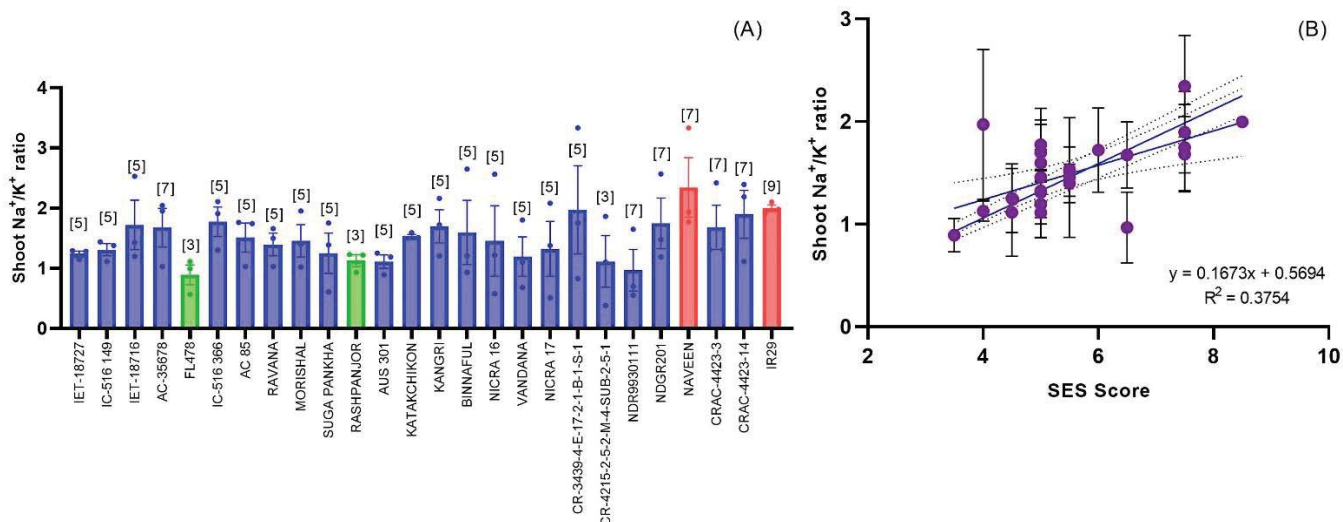 (A)
Shoot Na⁺/K⁺ ratio
4
3
2
1
0
[5]
[5]
[5]
[7]
[3]
[5]
[5]
[5]
[5]
[5]
[3]
[5]
[5]
[5]
[5]
[5]
[5]
[5]
[5]
[3]
[7]
[7]
[7]
[7]
[7]
[9]
IET-18727
IC-516 149
IET-18716
AC-35678
FL478
IC-516 366
AC 85
RAVANA
MORISHAL
SUGA PANKHA
RASHPANJOR
AUS 301
KATAKCHIKON
KANGRI
BINNAFUL
NICRA 16
VANDANA
NICRA 17
CR-3439-4-E-17-2-1-B-1-S-1
CR-4215-2-5-2-M-4-SUB-2-5-1
NDR9930111
NDGR201
NAVEEN
CRAC-4423-3
CRAC-4423-14
IR29
(B)
Shoot Na⁺/K⁺ ratio
3
2
1
0
y = 0.1673x + 0.5694
R² = 0.3754
2
4
6
8
10
SES Score